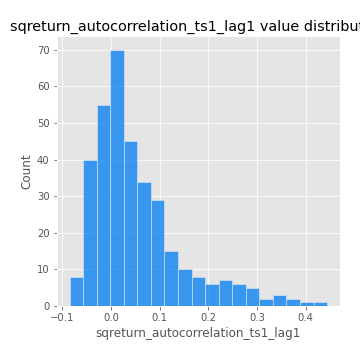 sqreturn_autocorrelation_ts1_lag1 value distribut
70
60
50
40
30
20
10
0
Count
−0.1 0.0 0.1 0.2 0.3 0.4
sqreturn_autocorrelation_ts1_lag1